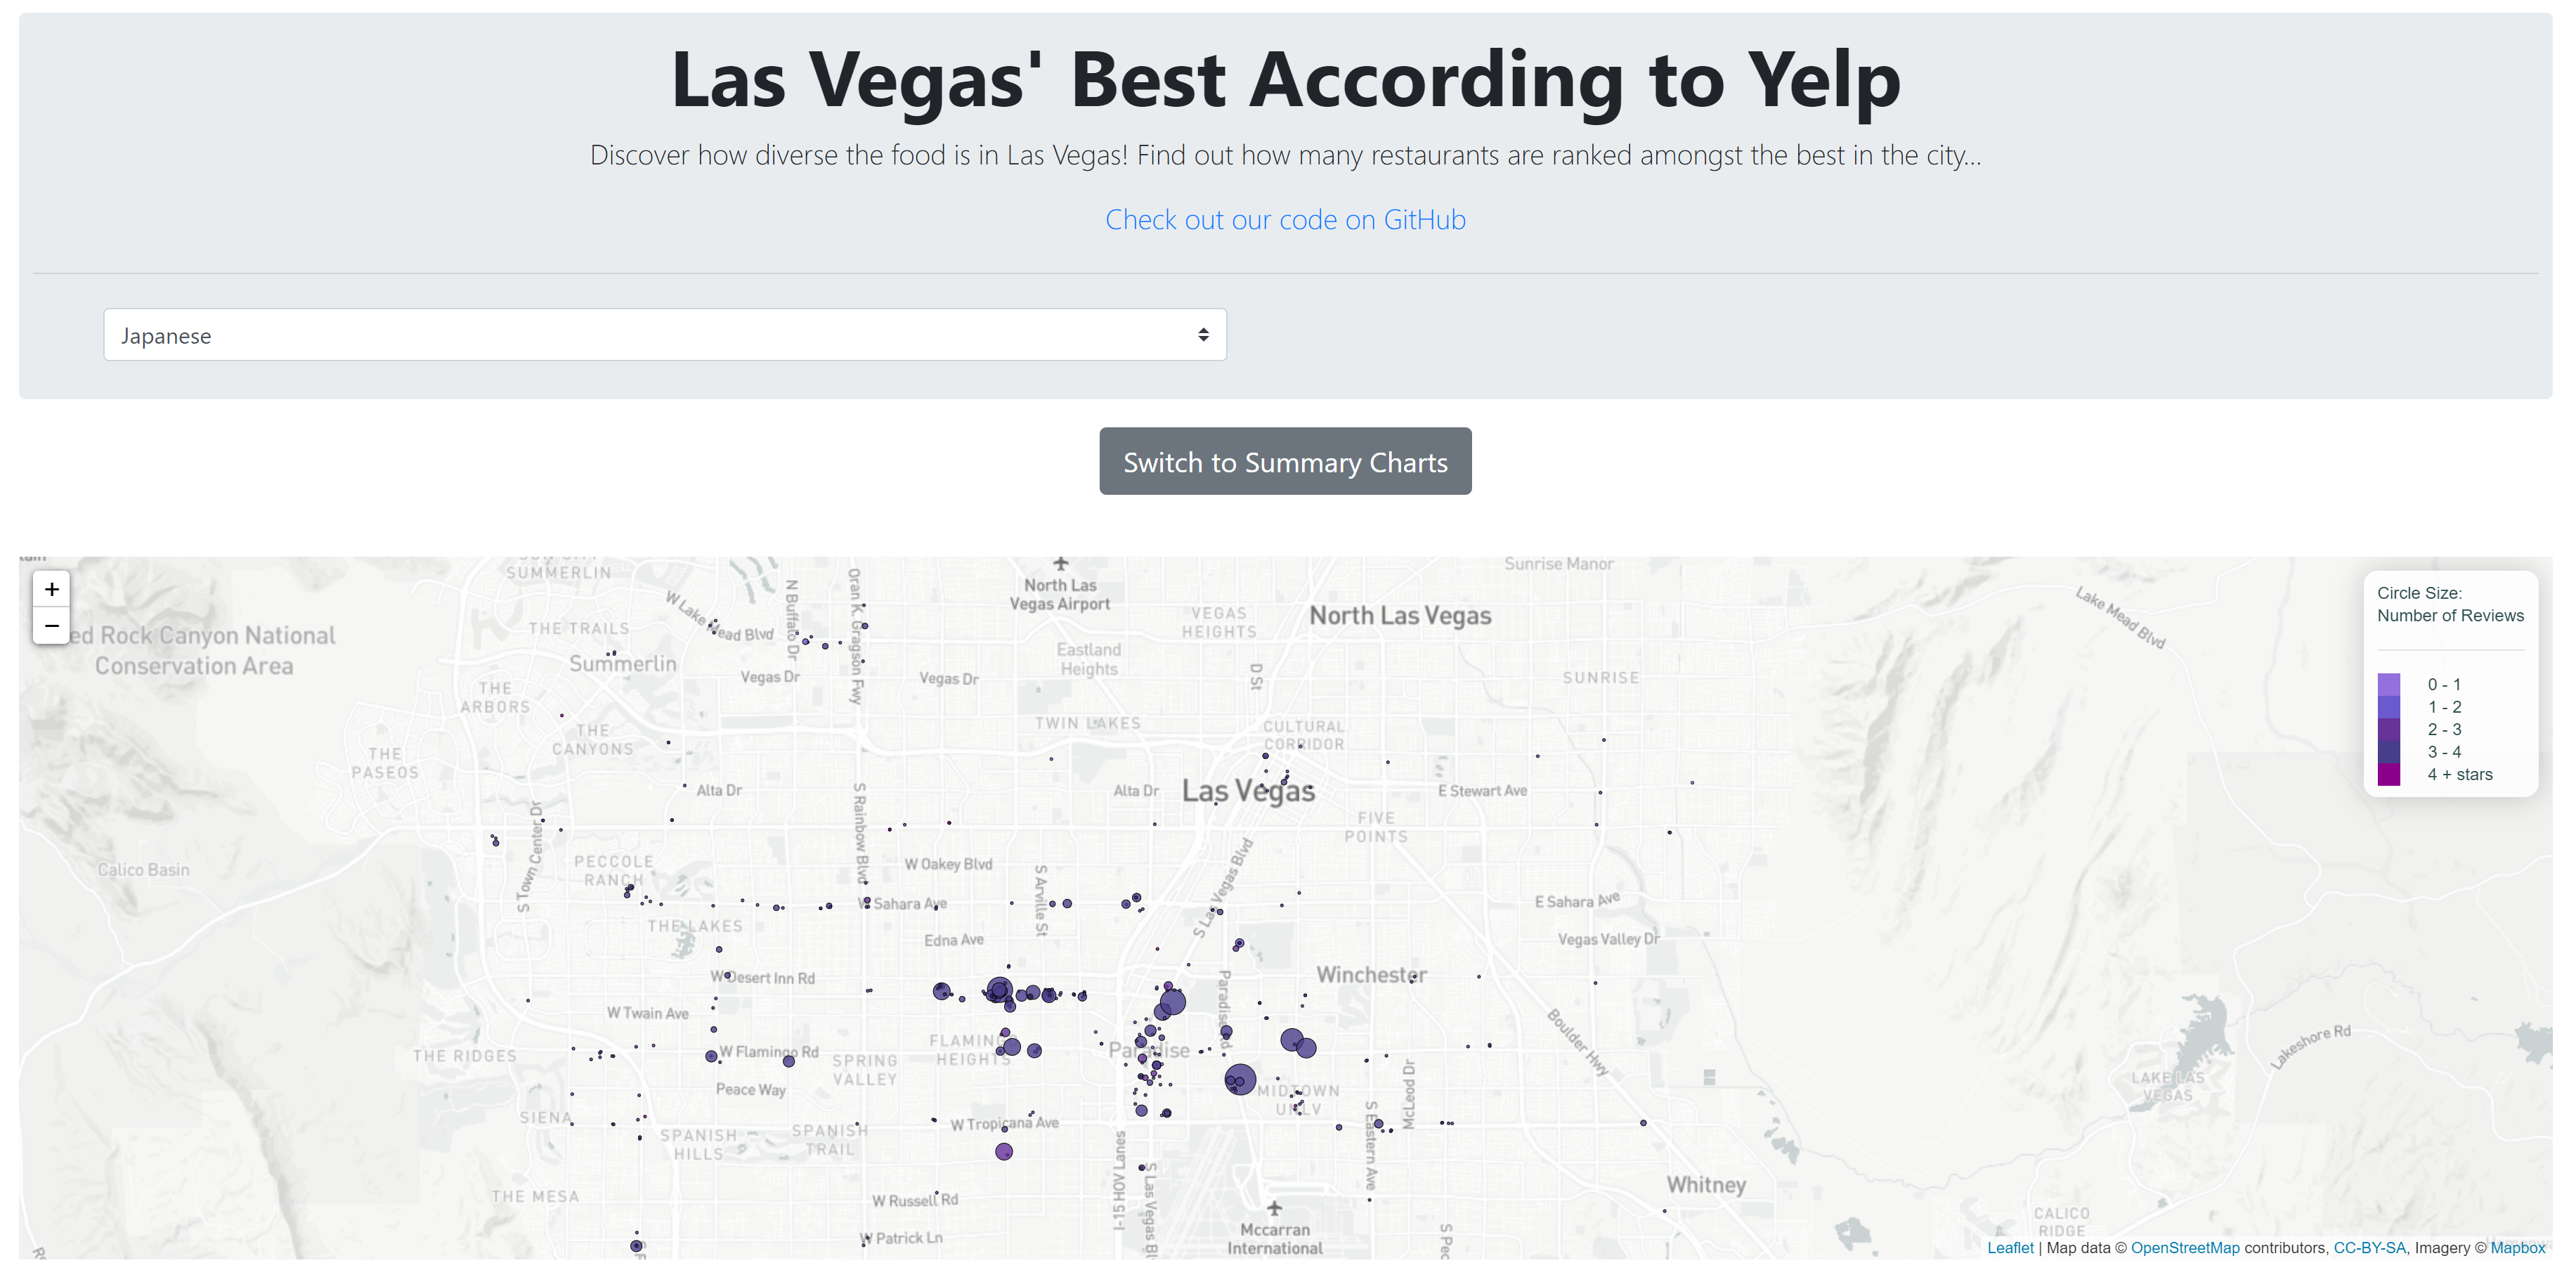 Las Vegas' Best According to Yelp
Discover how diverse the food is in Las Vegas! Find out how many restaurants are ranked amongst the best in the city...
Check out our code on GitHub
Japanese
Switch to Summary Charts
+
−
Circle Size:
Number of Reviews
0 - 1
1 - 2
2 - 3
3 - 4
4 + stars
SUMMERLIN
North Las
Vegas Airport
Sunrise Manor
W Lake Mead Blvd
N Buffalo Dr
Oran K. Gragson Fwy
Lake Mead Blvd
VEGAS
HEIGHTS
North Las Vegas
THE TRAILS
ed Rock Canyon National
Conservation Area
Summerlin
Eastland
Heights
Vegas Dr
Vegas Dr
D St
SUNRISE
THE
ARBORS
TWIN LAKES
CULTURAL
CORRIDOR
THE
CANYONS
THE
PASEOS
Alta Dr
Alta Dr
Las Vegas
E Stewart Ave
S Rainbow Blvd
S Town Center Dr
FIVE
POINTS
Calico Basin
PECCOLE
RANCH
W Oakey Blvd
S Arville St
S Las Vegas Blvd
W Sahara Ave
E Sahara Ave
THE LAKES
Edna Ave
Vegas Valley Dr
W Desert Inn Rd
Paradise Rd
Winchester
W Twain Ave
Boulder Hwy
Lakeshore Rd
THE RIDGES
W Flamingo Rd
SPRING
VALLEY
FLAMINGO
HEIGHTS
Paradise
Peace Way
MIDTOWN
UNLV
McLeod Dr
LAKE LAS
VEGAS
SIENA
SPANISH
HILLS
SPANISH
TRAIL
W Tropicana Ave
S Eastern Ave
I-15 HOV Lanes
S Las Vegas Bl
THE MESA
W Russell Rd
Whitney
W Patrick Ln
Mccarran
International
S Pec
CALICO
RIDGE
Leaflet | Map data © OpenStreetMap contributors, CC-BY-SA, Imagery © Mapbox